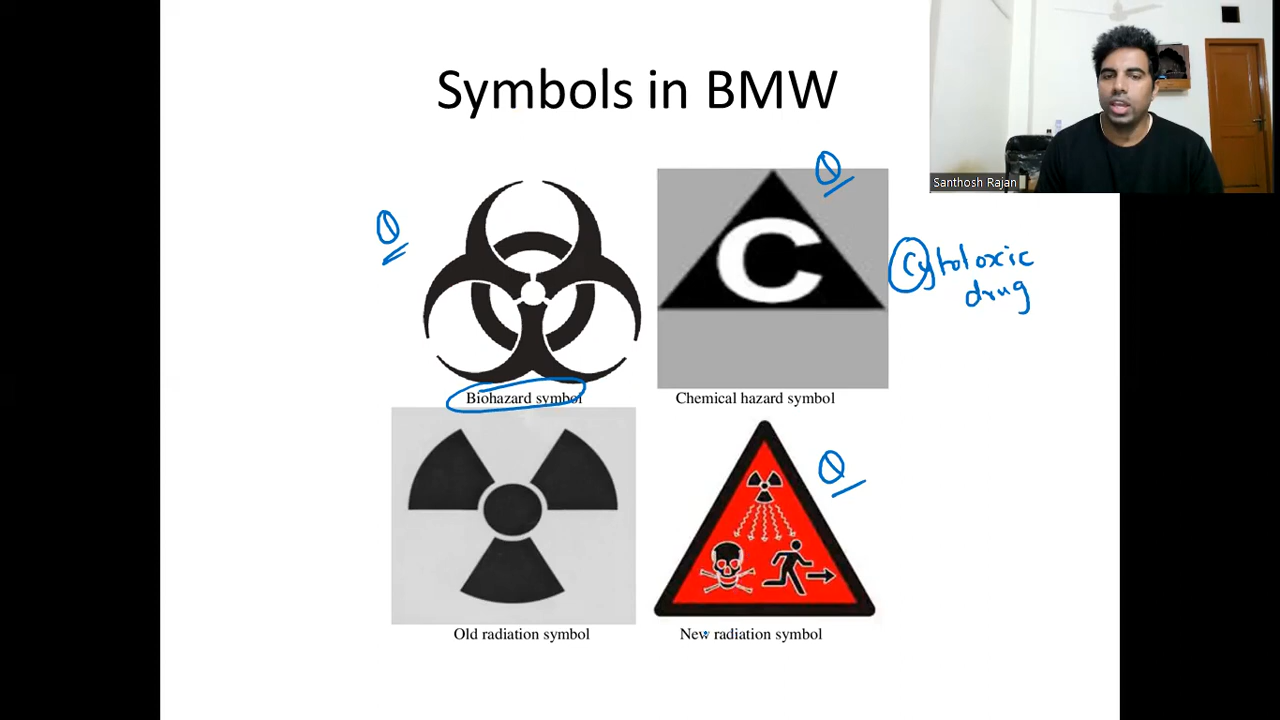 Symbols in BMW
Santhosh Rajan
Q
Q
C
Cytotoxic
drug
Biohazard symbol
Chemical hazard symbol
Q
Old radiation symbol
New radiation symbol